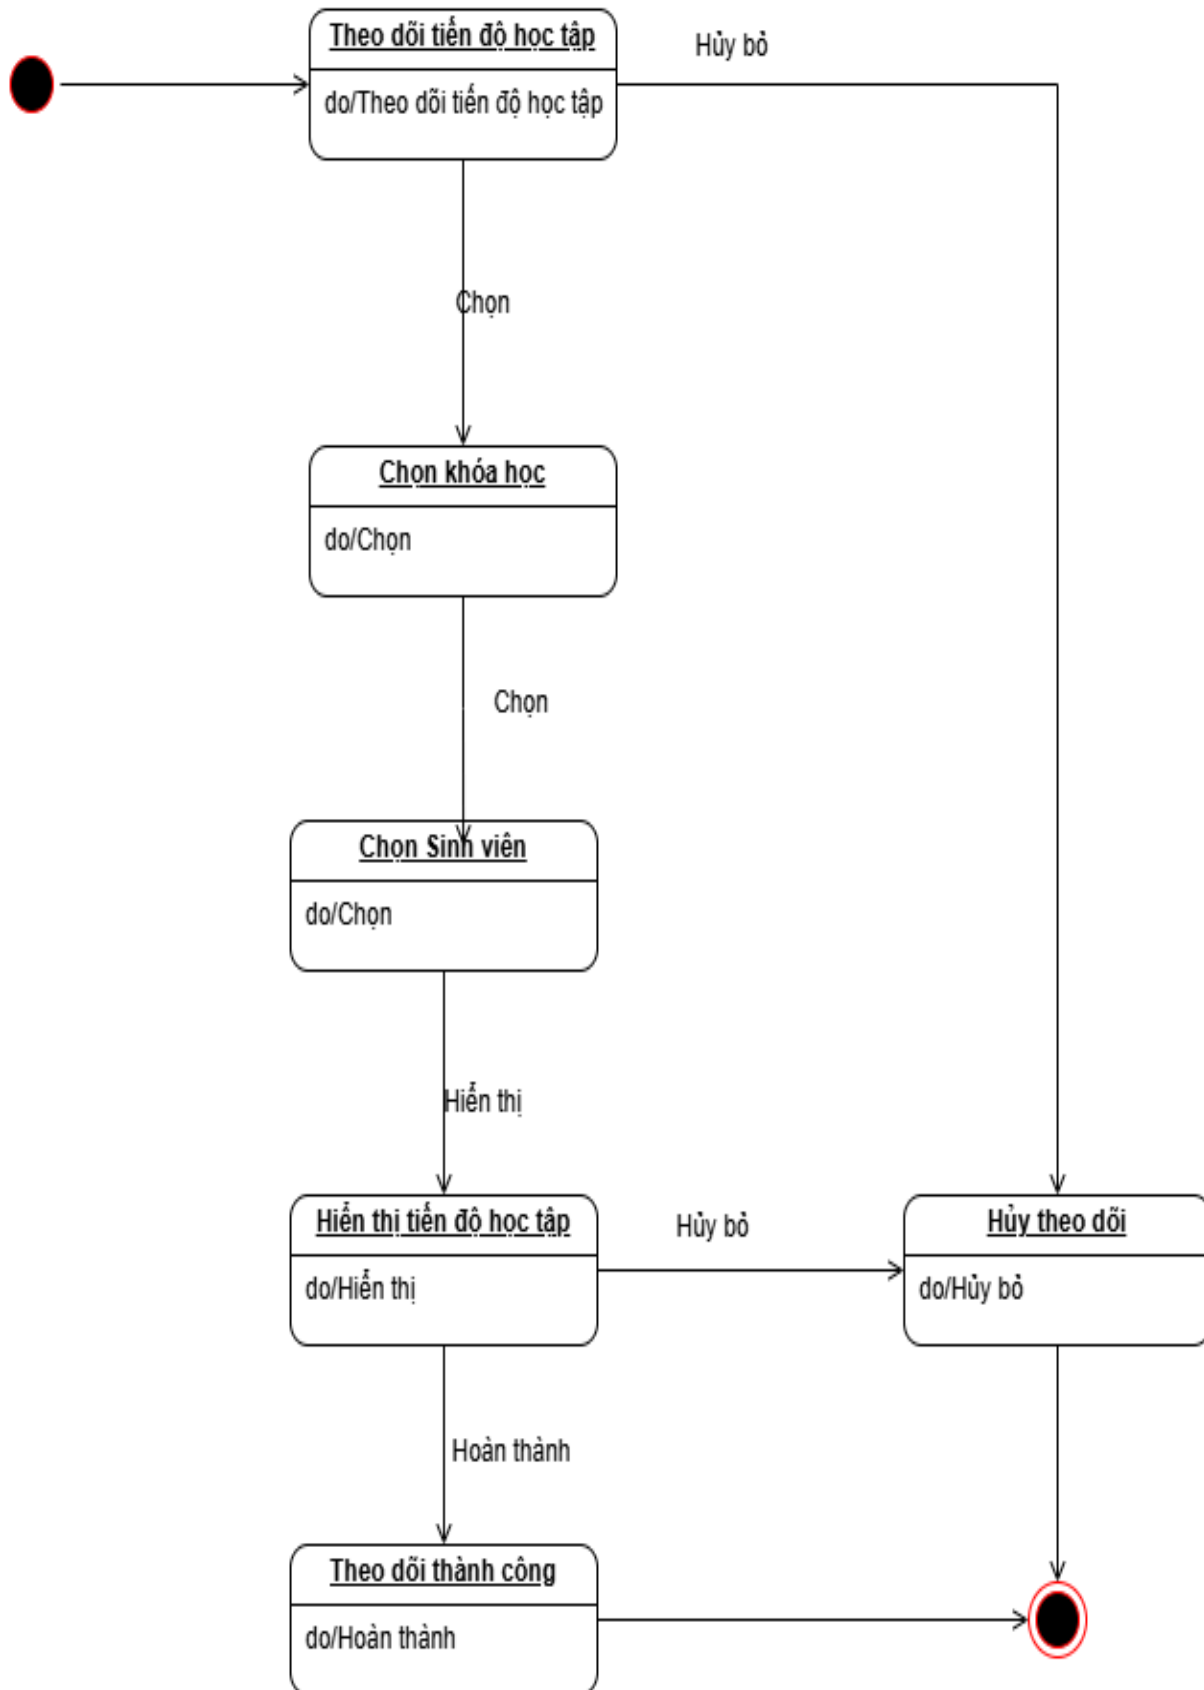 Theo dõi tiến độ học tập
Hủy bỏ
do/Theo dõi tiến độ học tập
Chọn
Chọn khóa học
do/Chọn
Chọn
Chọn Sinh viên
do/Chọn
Hiển thị
Hiển thị tiến độ học tập
Hủy bỏ
Hủy theo dõi
do/Hiển thị
do/Hủy bỏ
Hoàn thành
Theo dõi thành công
do/Hoàn thành